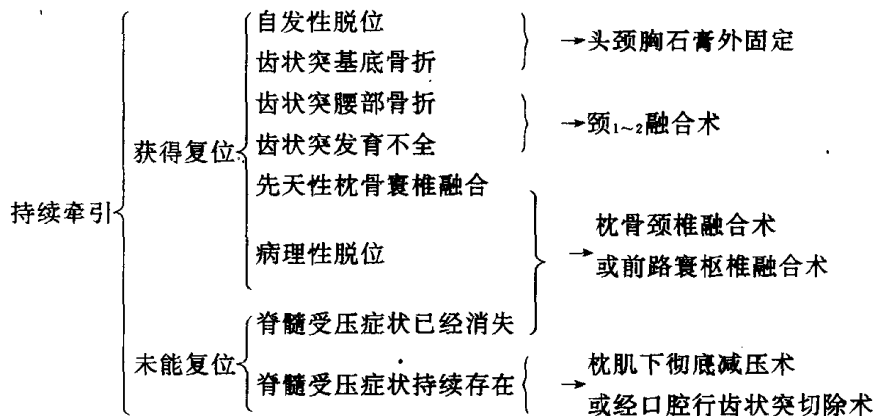 自发性脱位
→头颈胸石膏外固定
齿状突基底骨折
齿状突腰部骨折
→颈1~2融合术
齿状突发育不全
获得复位
先天性枕骨寰椎融合
持续牵引
病理性脱位
→枕骨颈椎融合术
或前路寰枢椎融合术
脊髓受压症状已经消失
未能复位
脊髓受压症状持续存在
→枕肌下彻底减压术
或经口腔行齿状突切除术